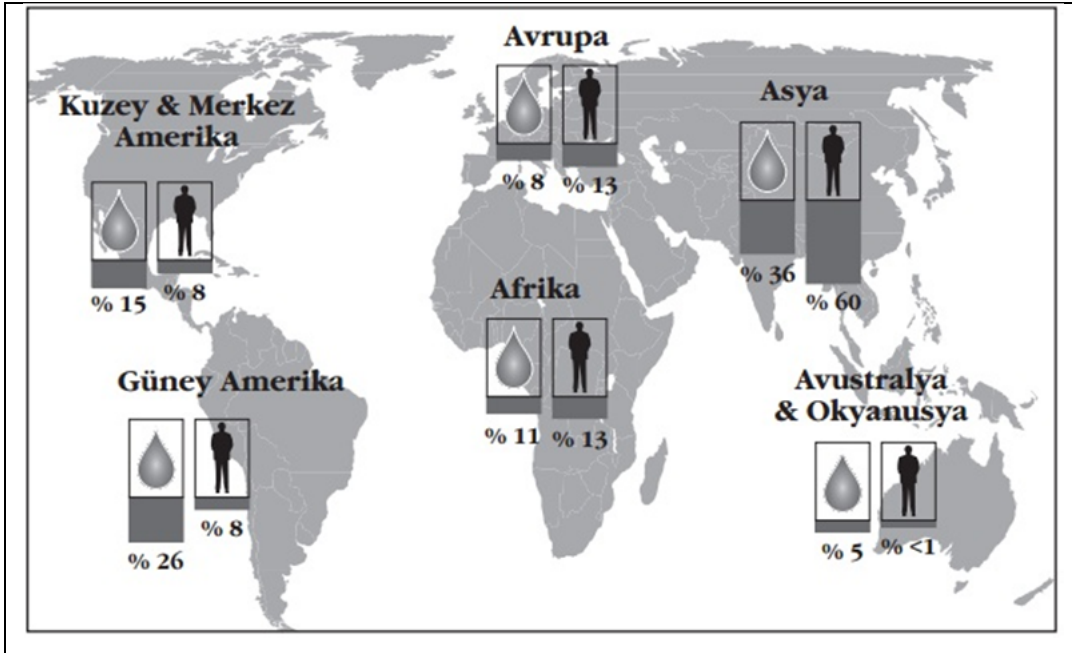 Avrupa
% 8 % 13
Kuzey & Merkez
Amerika
% 15 % 8
Asya
% 36
% 60
Afrika
% 11 % 13
Güney Amerika
% 8
% 26
Avustralya
& Okyanusya
% 5 % <1